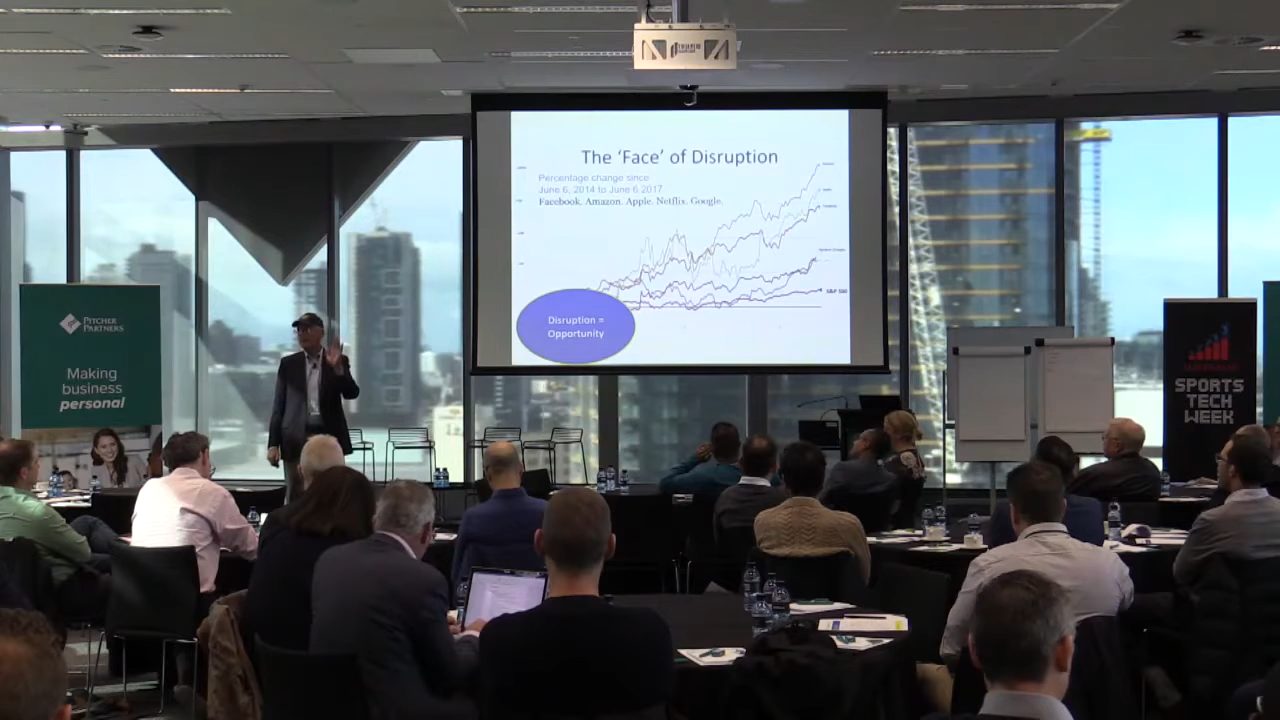 The 'Face' of Disruption
Percentage change since
June 6, 2014 to June 6 2017
Facebook. Amazon. Apple. Netflix. Google.
S&P 500
Disruption =
Opportunity
PITCHER
PARTNERS
Making
business
personal
SPORTS
TECH
WEEK